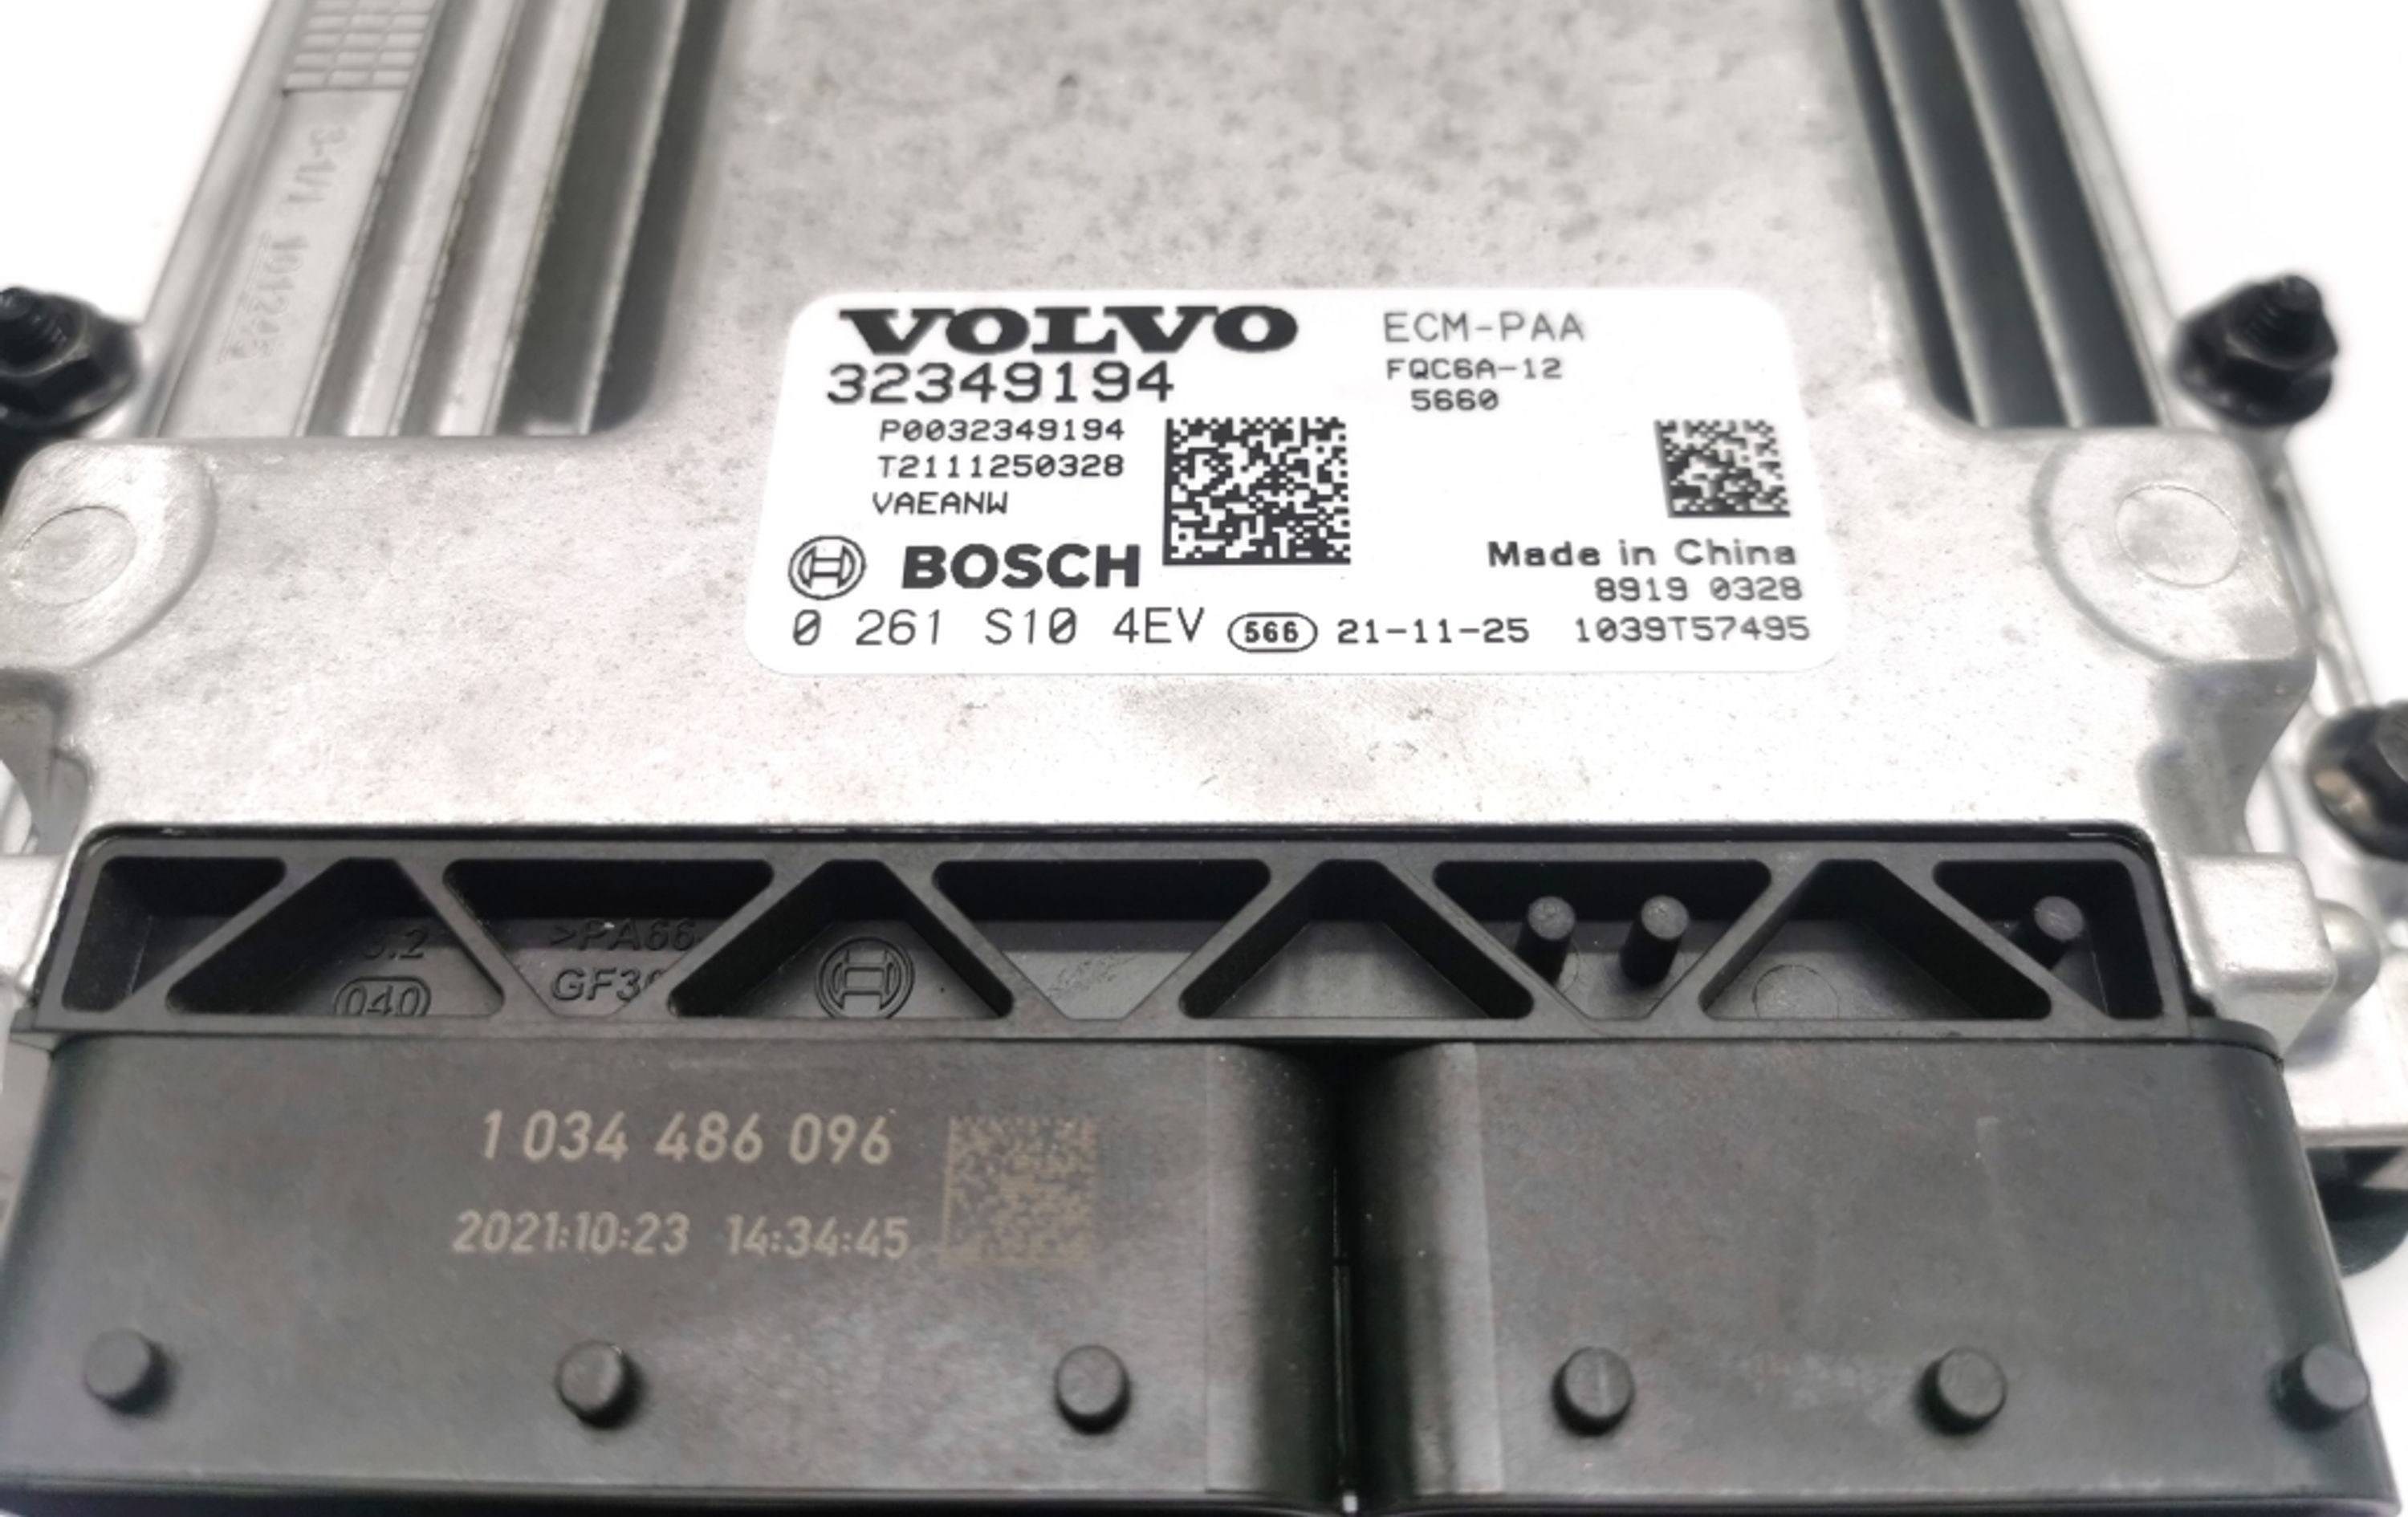 VOLVO
32349194
P0032349194
T2111250328
VAEANW
ECM-PAA
FQC6A-12
5660
BOSCH
Made in China
8919 0328
0 261 S10 4EV 566 21-11-25 1039T57495
>PA66
040
1 034 486 096
2021:10:23 14:34:45